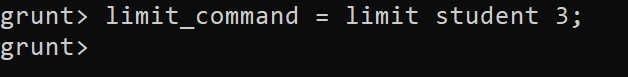 grunt> limit_command = limit student 3;
grunt>